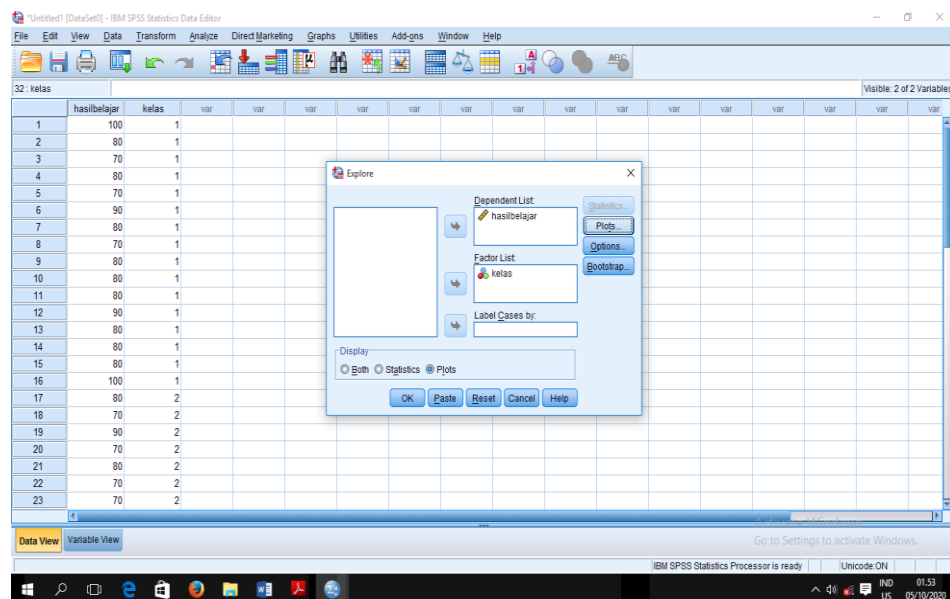 *Untitled1 [DataSet0] - IBM SPSS Statistics Data Editor
File Edit View Data Transform Analyze Direct Marketing Graphs Utilities Add-ons Window Help
32 : kelas
Visible: 2 of 2 Variables
hasilbelajar kelas var var var var var var var var var var var var var var var
1 100 1
2 80 1
3 70 1
4 80 1
5 70 1
6 90 1
7 80 1
8 70 1
9 80 1
10 80 1
11 80 1
12 90 1
13 80 1
14 80 1
15 80 1
16 100 1
17 80 2
18 70 2
19 90 2
20 70 2
21 80 2
22 70 2
23 70 2
Explore
Dependent List:
hasilbelajar
Statistics...
Plots...
Options...
Bootstrap...
Factor List:
kelas
Label Cases by:
Display
Both Statistics Plots
OK Paste Reset Cancel Help
Data View Variable View
Activate Windows
Go to Settings to activate Windows.
IBM SPSS Statistics Processor is ready Unicode:ON
IND
US
01.53
05/10/2020